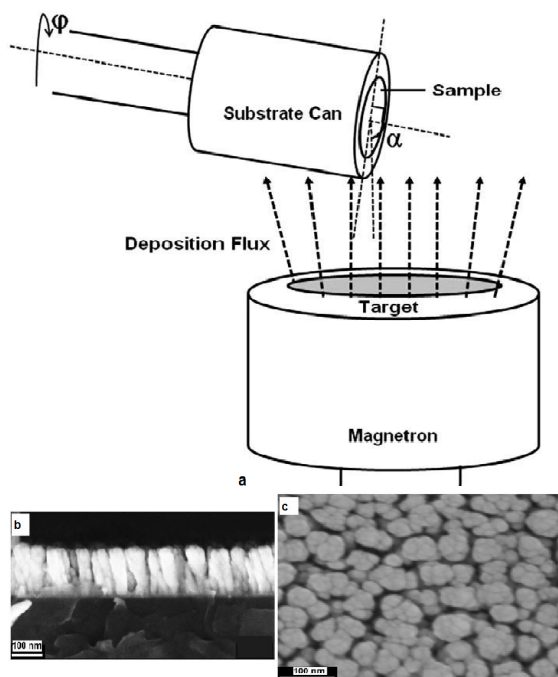 φ
Sample
Substrate Can
α
Deposition Flux
Target
Magnetron
a
b
100 nm
c
100 nm